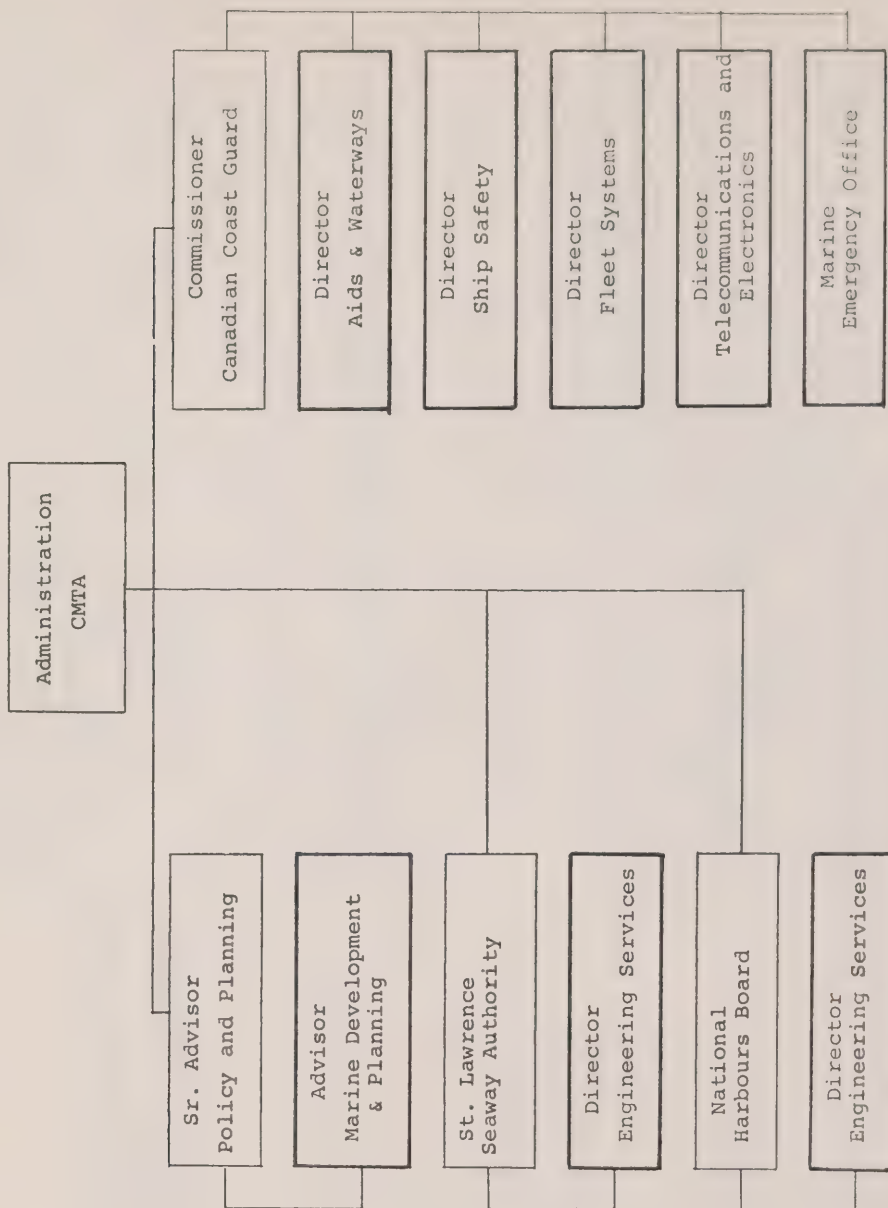 Administration
CMTA
Sr. Advisor
Policy and Planning
Advisor
Marine Development
& Planning
St. Lawrence
Seaway Authority
Director
Engineering Services
National
Harbours Board
Director
Engineering Services
Commissioner
Canadian Coast Guard
Director
Aids & Waterways
Director
Ship Safety
Director
Fleet Systems
Director
Telecommunications and
Electronics
Marine
Emergency Office